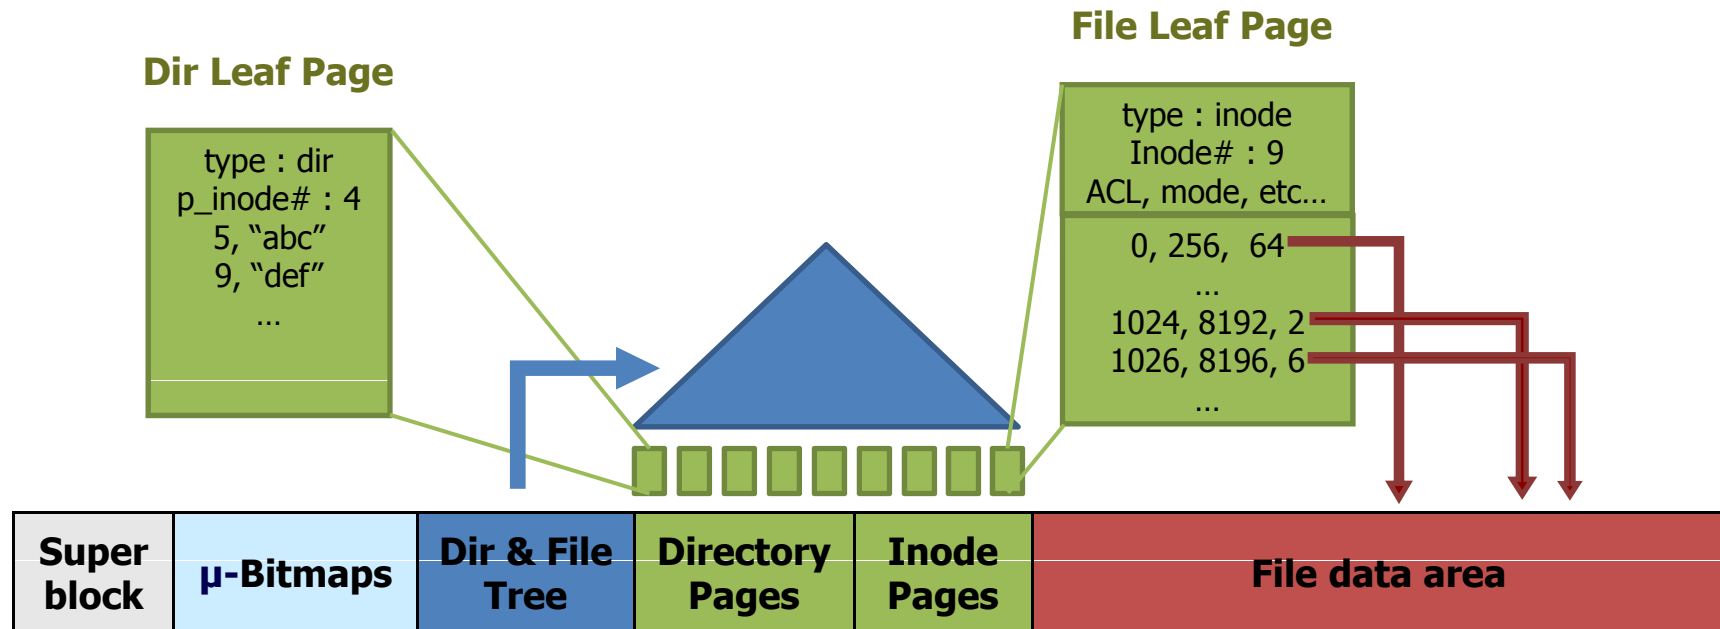 Dir Leaf Page
type : dir
p_inode# : 4
5, “abc”
9, “def”
…
File Leaf Page
type : inode
Inode# : 9
ACL, mode, etc…
0, 256,  64
…
1024, 8192, 2
1026, 8196, 6
…
Super
block
µ-Bitmaps
Dir & File
Tree
Directory
Pages
Inode
Pages
File data area